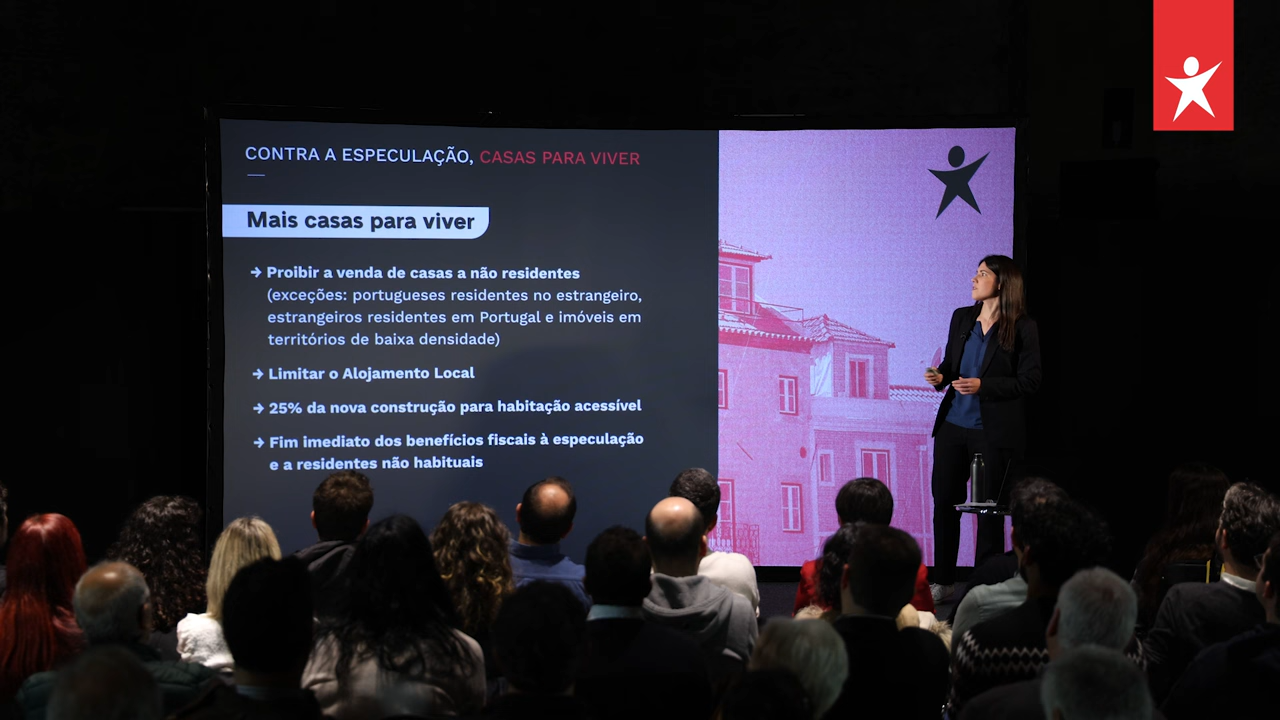 CONTRA A ESPECULAÇÃO, CASAS PARA VIVER
Mais casas para viver
→ Proibir a venda de casas a não residentes
(exceções: portugueses residentes no estrangeiro,
estrangeiros residentes em Portugal e imóveis em
territórios de baixa densidade)
→ Limitar o Alojamento Local
→ 25% da nova construção para habitação acessível
→ Fim imediato dos benefícios fiscais à especulação
e a residentes não habituais